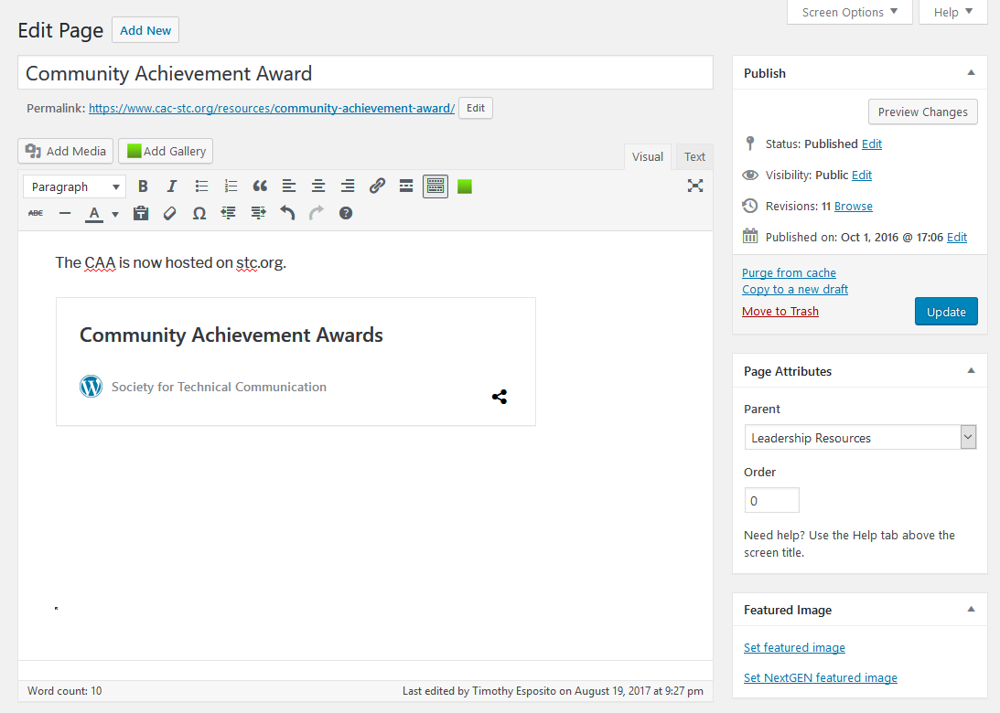 Screen Options Help
Edit Page Add New
Community Achievement Award
Permalink: https://www.cac-stc.org/resources/community-achievement-award/ Edit
Add Media Add Gallery
Visual Text
Paragraph B I
ABC A T Ω ?
The CAA is now hosted on stc.org.
Community Achievement Awards
Society for Technical Communication
Word count: 10 Last edited by Timothy Esposito on August 19, 2017 at 9:27 pm
Publish
Preview Changes
Status: Published Edit
Visibility: Public Edit
Revisions: 11 Browse
Published on: Oct 1, 2016 @ 17:06 Edit
Purge from cache
Copy to a new draft
Move to Trash Update
Page Attributes
Parent
Leadership Resources
Order
0
Need help? Use the Help tab above the
screen title.
Featured Image
Set featured image
Set NextGEN featured image